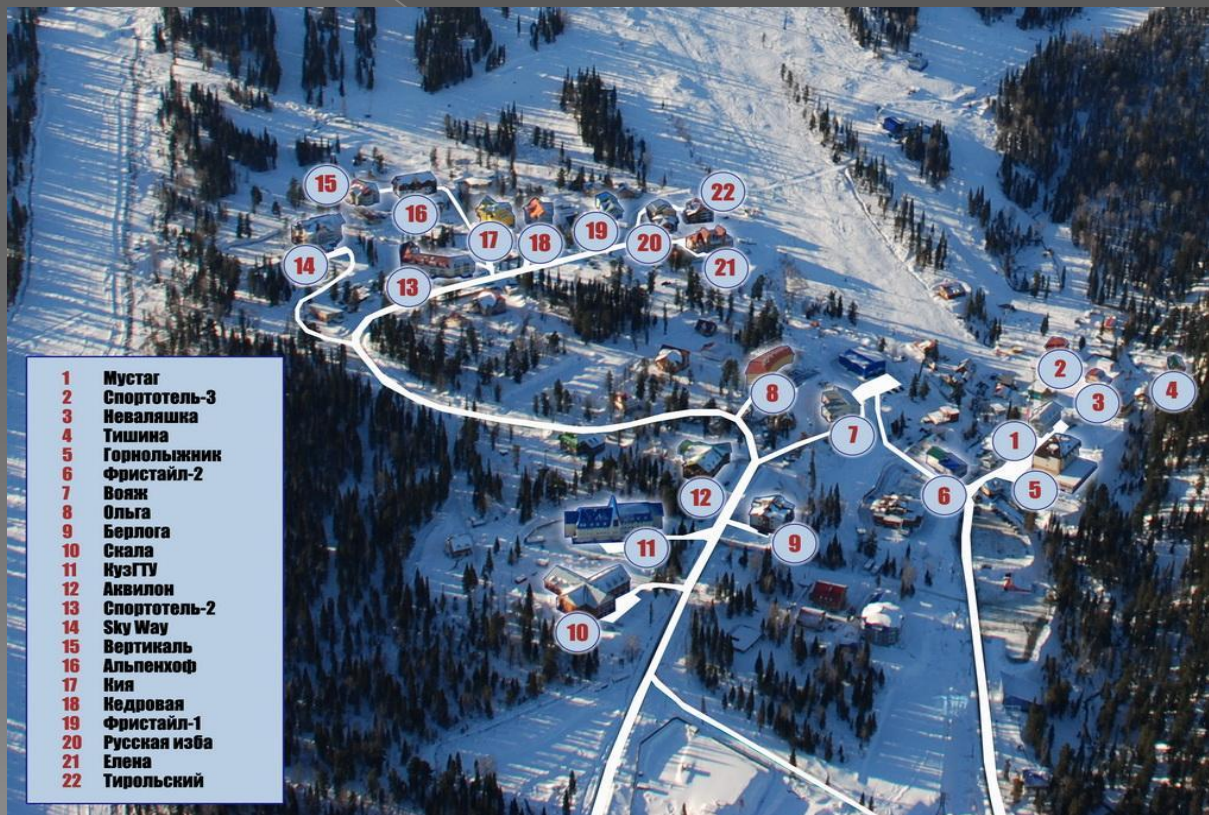 15
16
22
17
18
19
20
14
13
21
1 Мустаг
2 Спортотель-3
3 Неваляшка
4 Тишина
5 Горнолыжник
6 Фристайл-2
7 Вояж
8 Ольга
9 Берлога
10 Скала
11 КузГТУ
12 Аквилон
13 Спортотель-2
14 Sky Way
15 Вертикаль
16 Альпенхоф
17 Кия
18 Кедровая
19 Фристайл-1
20 Русская изба
21 Елена
22 Тирольский
2
3
4
8
7
1
12
6
5
11
9
10